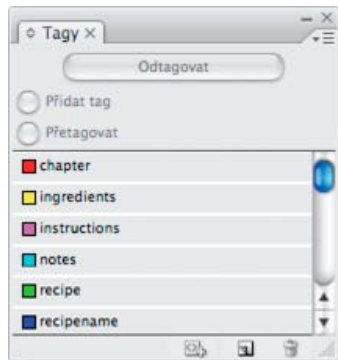 Tagy
Odtagovat
Přidat tag
Přetagovat
chapter
ingredients
instructions
notes
recipe
recipename